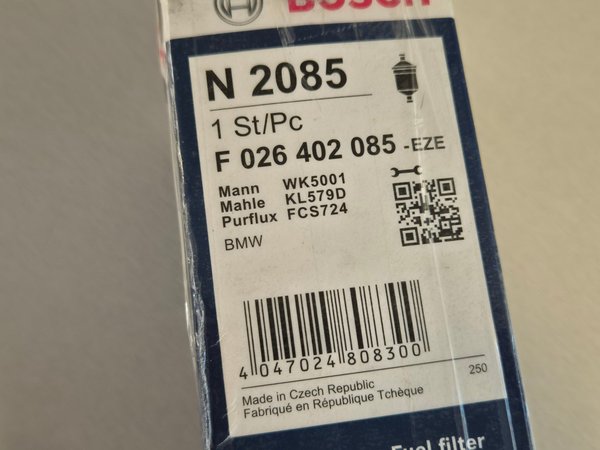 BOSCH
N 2085
1 St/Pc
F 026 402 085 -EZE
Mann WK5001
Mahle KL579D
Purflux FCS724
BMW
4 047024 808300
Made in Czech Republic 250
Fabriqué en République Tchèque
Fuel filter